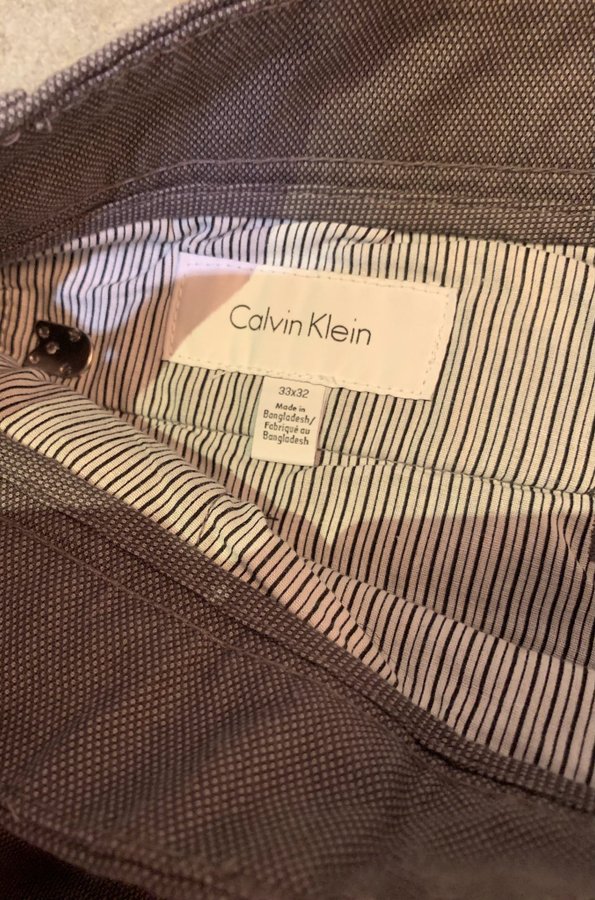 Calvin Klein
33x32
Made in
Bangladesh/
Fabriqué au
Bangladesh